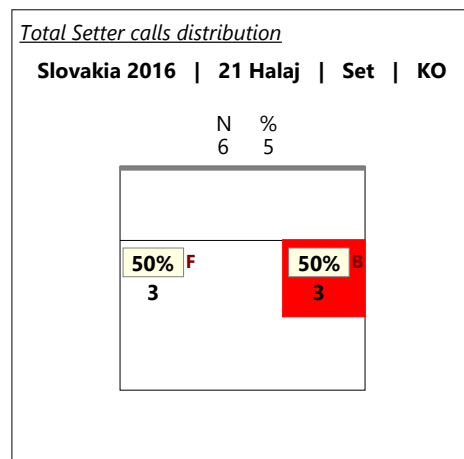 Total Setter calls distribution
Slovakia 2016 | 21 Halaj | Set | KO
N %
6 5
50% F 50% B
3 3